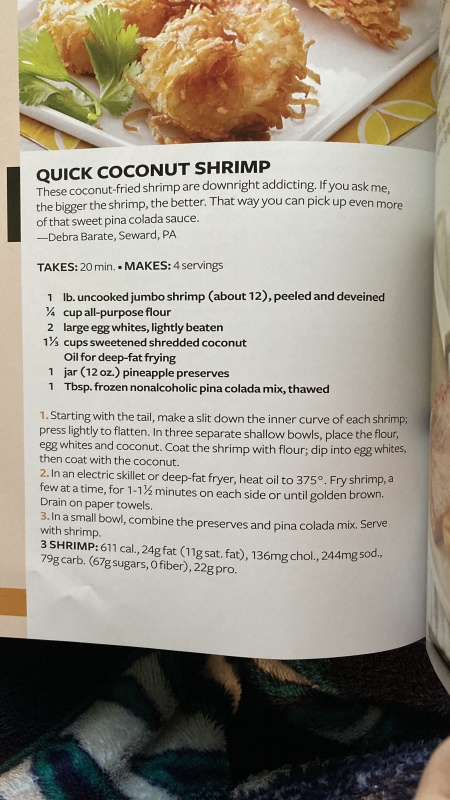 QUICK COCONUT SHRIMP
These coconut-fried shrimp are downright addicting. If you ask me,
the bigger the shrimp, the better. That way you can pick up even more
of that sweet pina colada sauce.
—Debra Barate, Seward, PA
TAKES: 20 min. • MAKES: 4 servings
1 lb. uncooked jumbo shrimp (about 12), peeled and deveined
¼ cup all-purpose flour
2 large egg whites, lightly beaten
1⅓ cups sweetened shredded coconut
Oil for deep-fat frying
1 jar (12 oz.) pineapple preserves
1 Tbsp. frozen nonalcoholic pina colada mix, thawed
1. Starting with the tail, make a slit down the inner curve of each shrimp;
press lightly to flatten. In three separate shallow bowls, place the flour,
egg whites and coconut. Coat the shrimp with flour; dip into egg whites,
then coat with the coconut.
2. In an electric skillet or deep-fat fryer, heat oil to 375°. Fry shrimp, a
few at a time, for 1-1½ minutes on each side or until golden brown.
Drain on paper towels.
3. In a small bowl, combine the preserves and pina colada mix. Serve
with shrimp.
3 SHRIMP: 611 cal., 24g fat (11g sat. fat), 136mg chol., 244mg sod.,
79g carb. (67g sugars, 0 fiber), 22g pro.